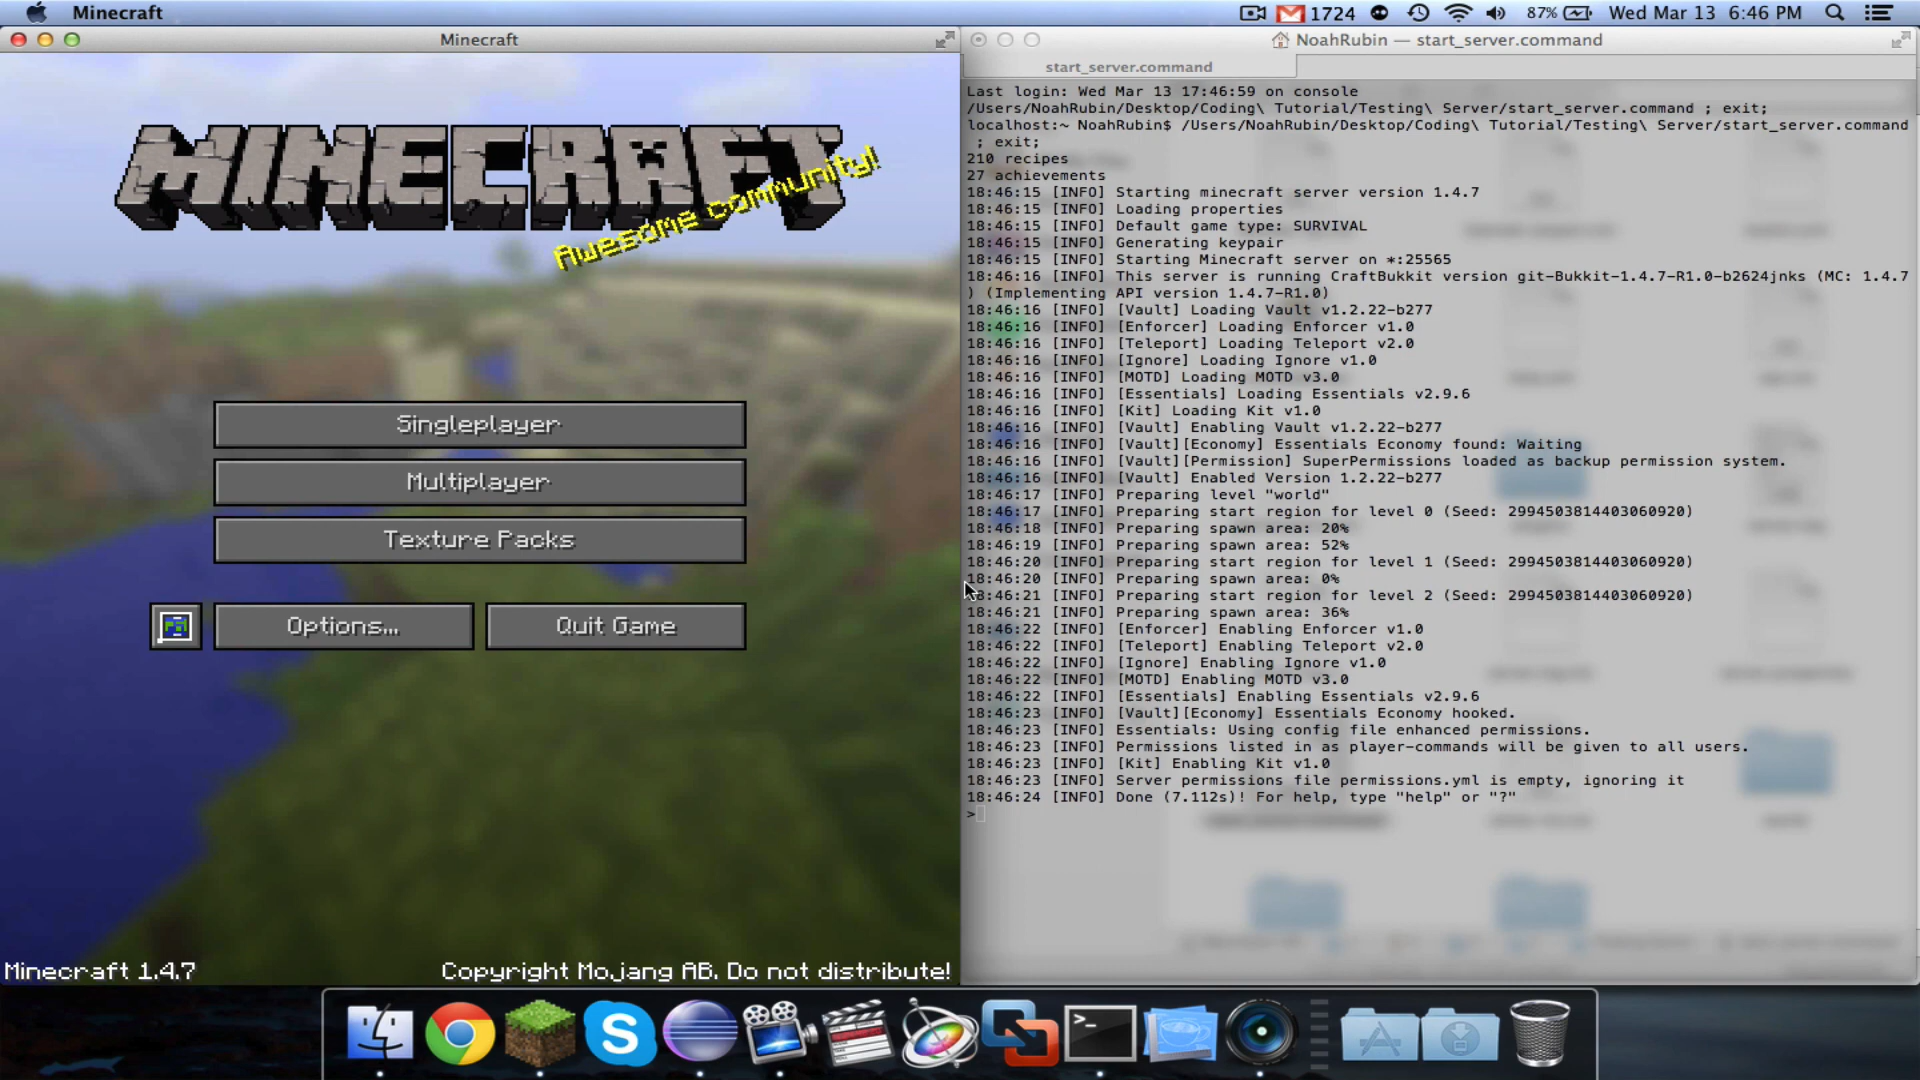 Minecraft
1724
87%
Wed Mar 13 6:46 PM
Minecraft
MINECRAFT
Awesome community!
Singleplayer
Multiplayer
Texture Packs
Options...
Quit Game
Minecraft 1.4.7
Copyright Mojang AB. Do not distribute!
NoahRubin — start_server.command
start_server.command
Last login: Wed Mar 13 17:46:59 on console
/Users/NoahRubin/Desktop/Coding\ Tutorial/Testing\ Server/start_server.command ; exit;
localhost:~ NoahRubin$ /Users/NoahRubin/Desktop/Coding\ Tutorial/Testing\ Server/start_server.command
; exit;
210 recipes
27 achievements
18:46:15 [INFO] Starting minecraft server version 1.4.7
18:46:15 [INFO] Loading properties
18:46:15 [INFO] Default game type: SURVIVAL
18:46:15 [INFO] Generating keypair
18:46:15 [INFO] Starting Minecraft server on *:25565
18:46:16 [INFO] This server is running CraftBukkit version git-Bukkit-1.4.7-R1.0-b2624jnks (MC: 1.4.7
) (Implementing API version 1.4.7-R1.0)
18:46:16 [INFO] [Vault] Loading Vault v1.2.22-b277
18:46:16 [INFO] [Enforcer] Loading Enforcer v1.0
18:46:16 [INFO] [Teleport] Loading Teleport v2.0
18:46:16 [INFO] [Ignore] Loading Ignore v1.0
18:46:16 [INFO] [MOTD] Loading MOTD v3.0
18:46:16 [INFO] [Essentials] Loading Essentials v2.9.6
18:46:16 [INFO] [Kit] Loading Kit v1.0
18:46:16 [INFO] [Vault] Enabling Vault v1.2.22-b277
18:46:16 [INFO] [Vault][Economy] Essentials Economy found: Waiting
18:46:16 [INFO] [Vault][Permission] SuperPermissions loaded as backup permission system.
18:46:16 [INFO] [Vault] Enabled Version 1.2.22-b277
18:46:17 [INFO] Preparing level "world"
18:46:17 [INFO] Preparing start region for level 0 (Seed: 2994503814403060920)
18:46:18 [INFO] Preparing spawn area: 20%
18:46:19 [INFO] Preparing spawn area: 52%
18:46:20 [INFO] Preparing start region for level 1 (Seed: 2994503814403060920)
18:46:20 [INFO] Preparing spawn area: 0%
18:46:21 [INFO] Preparing start region for level 2 (Seed: 2994503814403060920)
18:46:21 [INFO] Preparing spawn area: 36%
18:46:22 [INFO] [Enforcer] Enabling Enforcer v1.0
18:46:22 [INFO] [Teleport] Enabling Teleport v2.0
18:46:22 [INFO] [Ignore] Enabling Ignore v1.0
18:46:22 [INFO] [MOTD] Enabling MOTD v3.0
18:46:22 [INFO] [Essentials] Enabling Essentials v2.9.6
18:46:23 [INFO] [Vault][Economy] Essentials Economy hooked.
18:46:23 [INFO] Essentials: Using config file enhanced permissions.
18:46:23 [INFO] Permissions listed in as player-commands will be given to all users.
18:46:23 [INFO] [Kit] Enabling Kit v1.0
18:46:23 [INFO] Server permissions file permissions.yml is empty, ignoring it
18:46:24 [INFO] Done (7.112s)! For help, type "help" or "?"
>